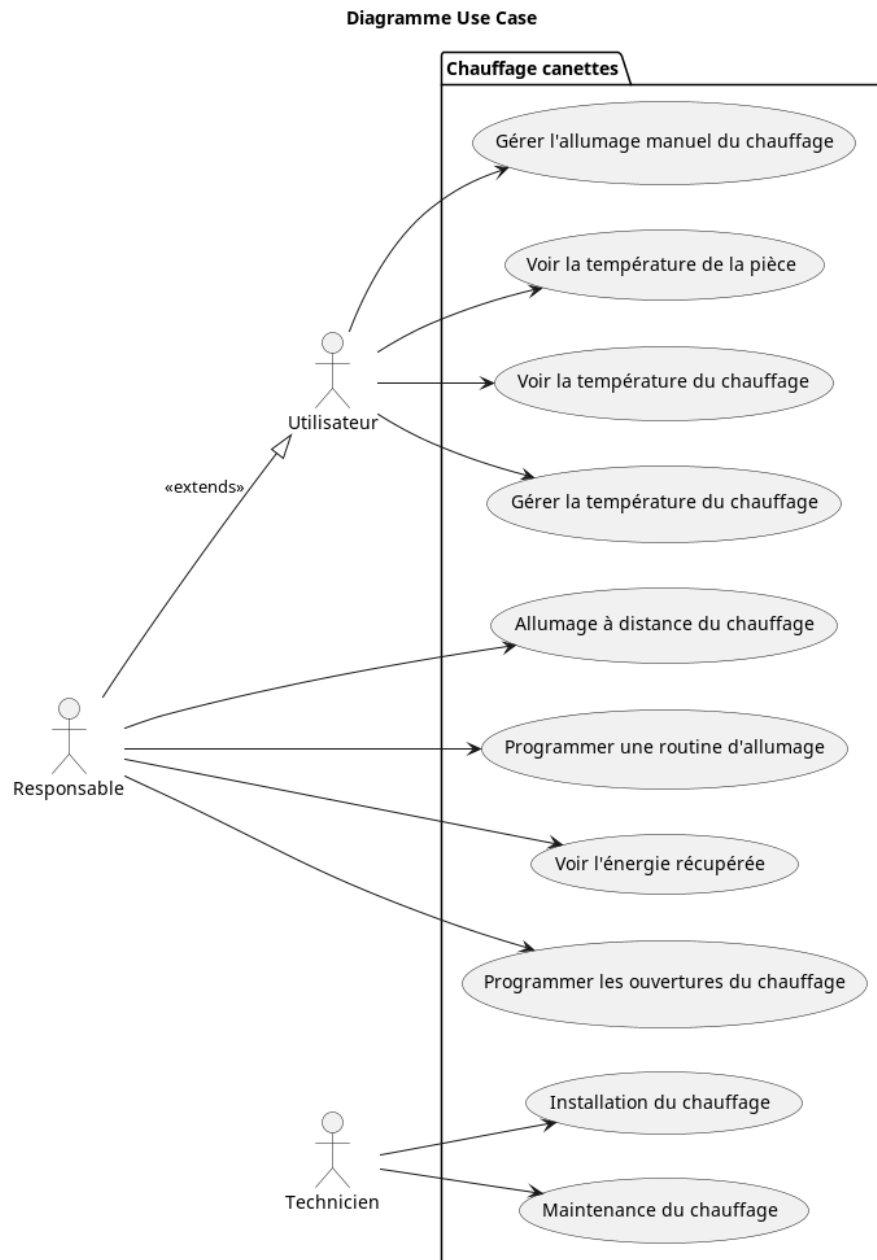 Diagramme Use Case
Chauffage canettes
Gérer l'allumage manuel du chauffage
Voir la température de la pièce
Voir la température du chauffage
Utilisateur
«extends»
Gérer la température du chauffage
Allumage à distance du chauffage
Programmer une routine d'allumage
Responsable
Voir l'énergie récupérée
Programmer les ouvertures du chauffage
Installation du chauffage
Technicien
Maintenance du chauffage